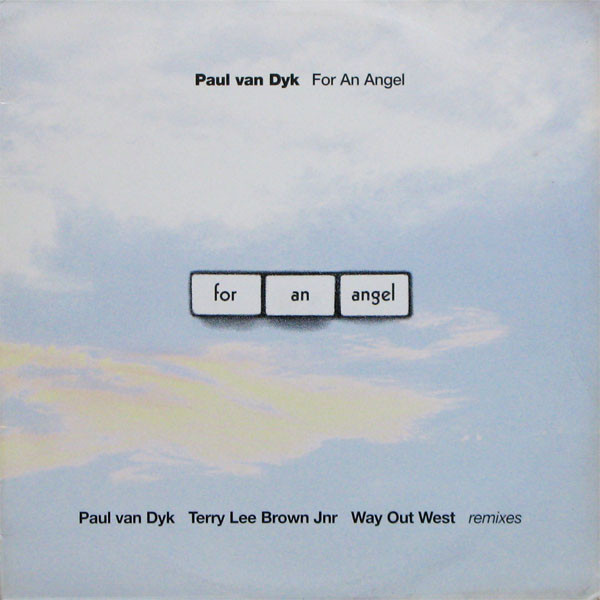 Paul van Dyk For An Angel
for an angel
Paul van Dyk Terry Lee Brown Jnr Way Out West remixes